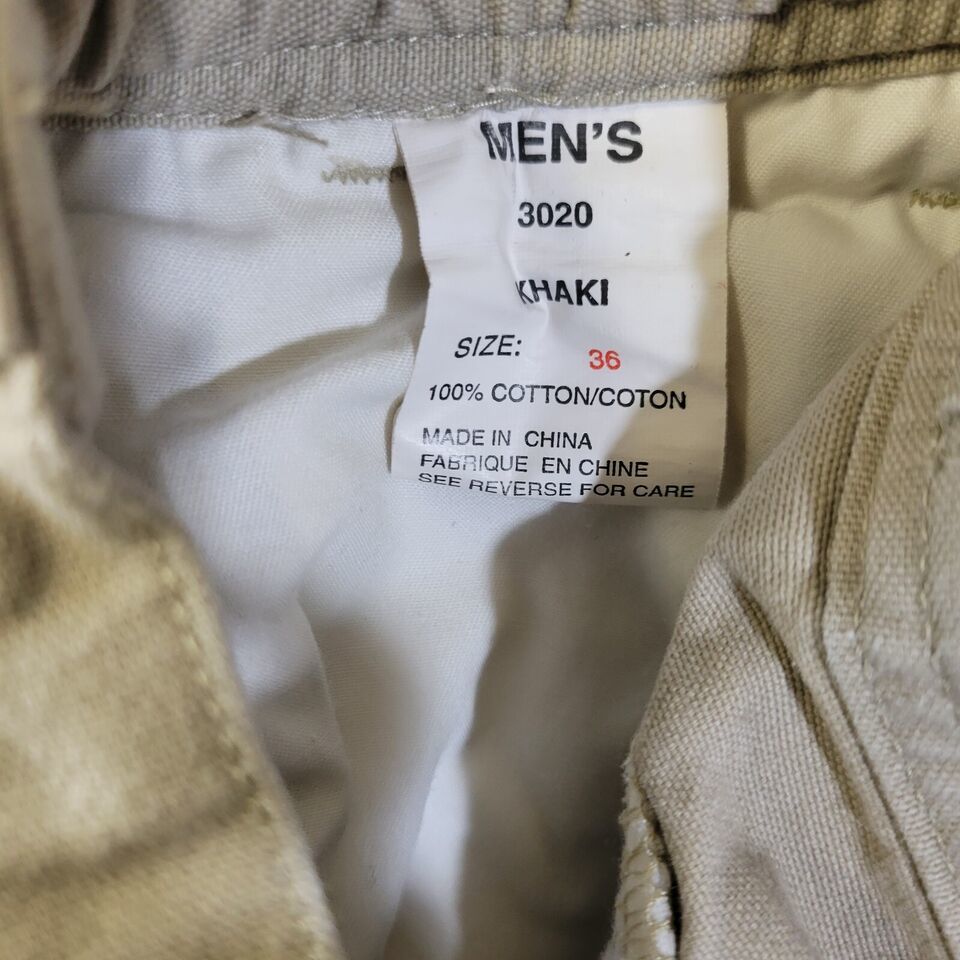 MEN'S
3020
KHAKI
SIZE: 36
100% COTTON/COTON
MADE IN CHINA
FABRIQUE EN CHINE
SEE REVERSE FOR CARE